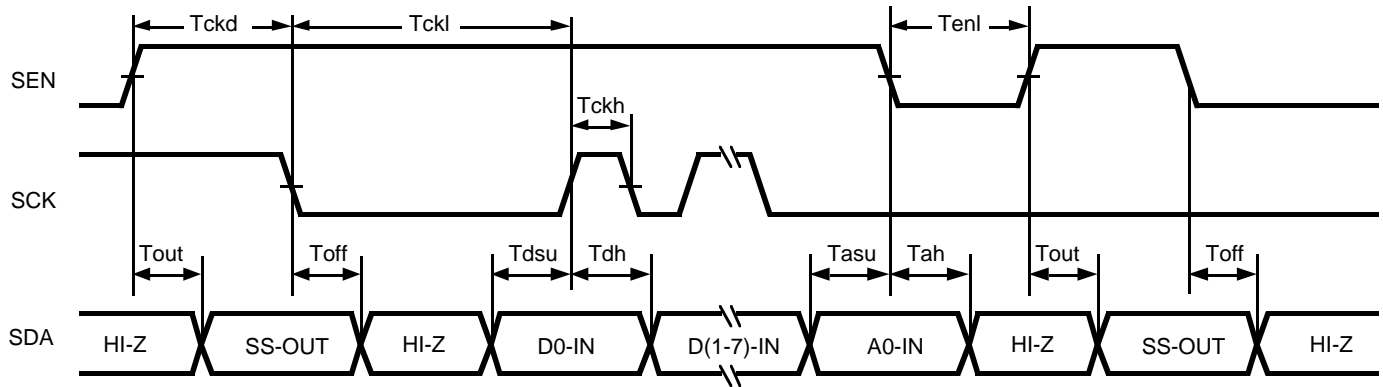 Tckd Tckl Tenl
SEN
Tckh
SCK
Tout Toff Tdsu Tdh Tasu Tah Tout Toff
SDA HI-Z SS-OUT HI-Z D0-IN D(1-7)-IN A0-IN HI-Z SS-OUT HI-Z